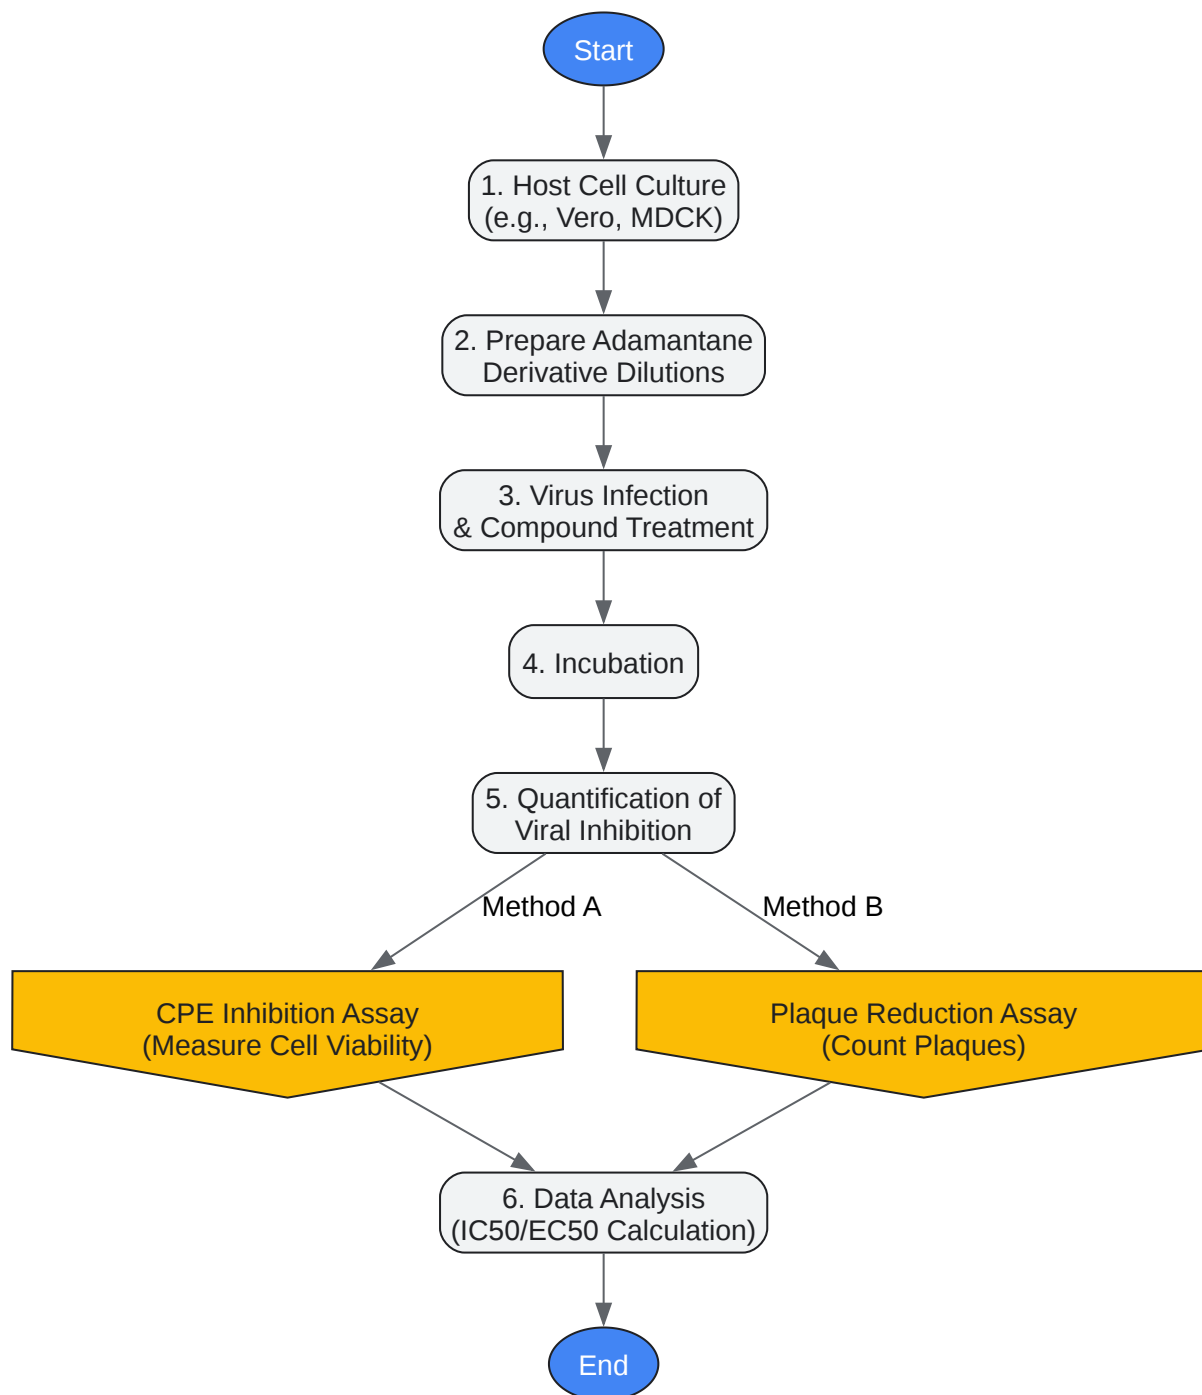 Start
1. Host Cell Culture
(e.g., Vero, MDCK)
2. Prepare Adamantane
Derivative Dilutions
3. Virus Infection
& Compound Treatment
4. Incubation
5. Quantification of
Viral Inhibition
Method A
Method B
CPE Inhibition Assay
(Measure Cell Viability)
Plaque Reduction Assay
(Count Plaques)
6. Data Analysis
(IC50/EC50 Calculation)
End